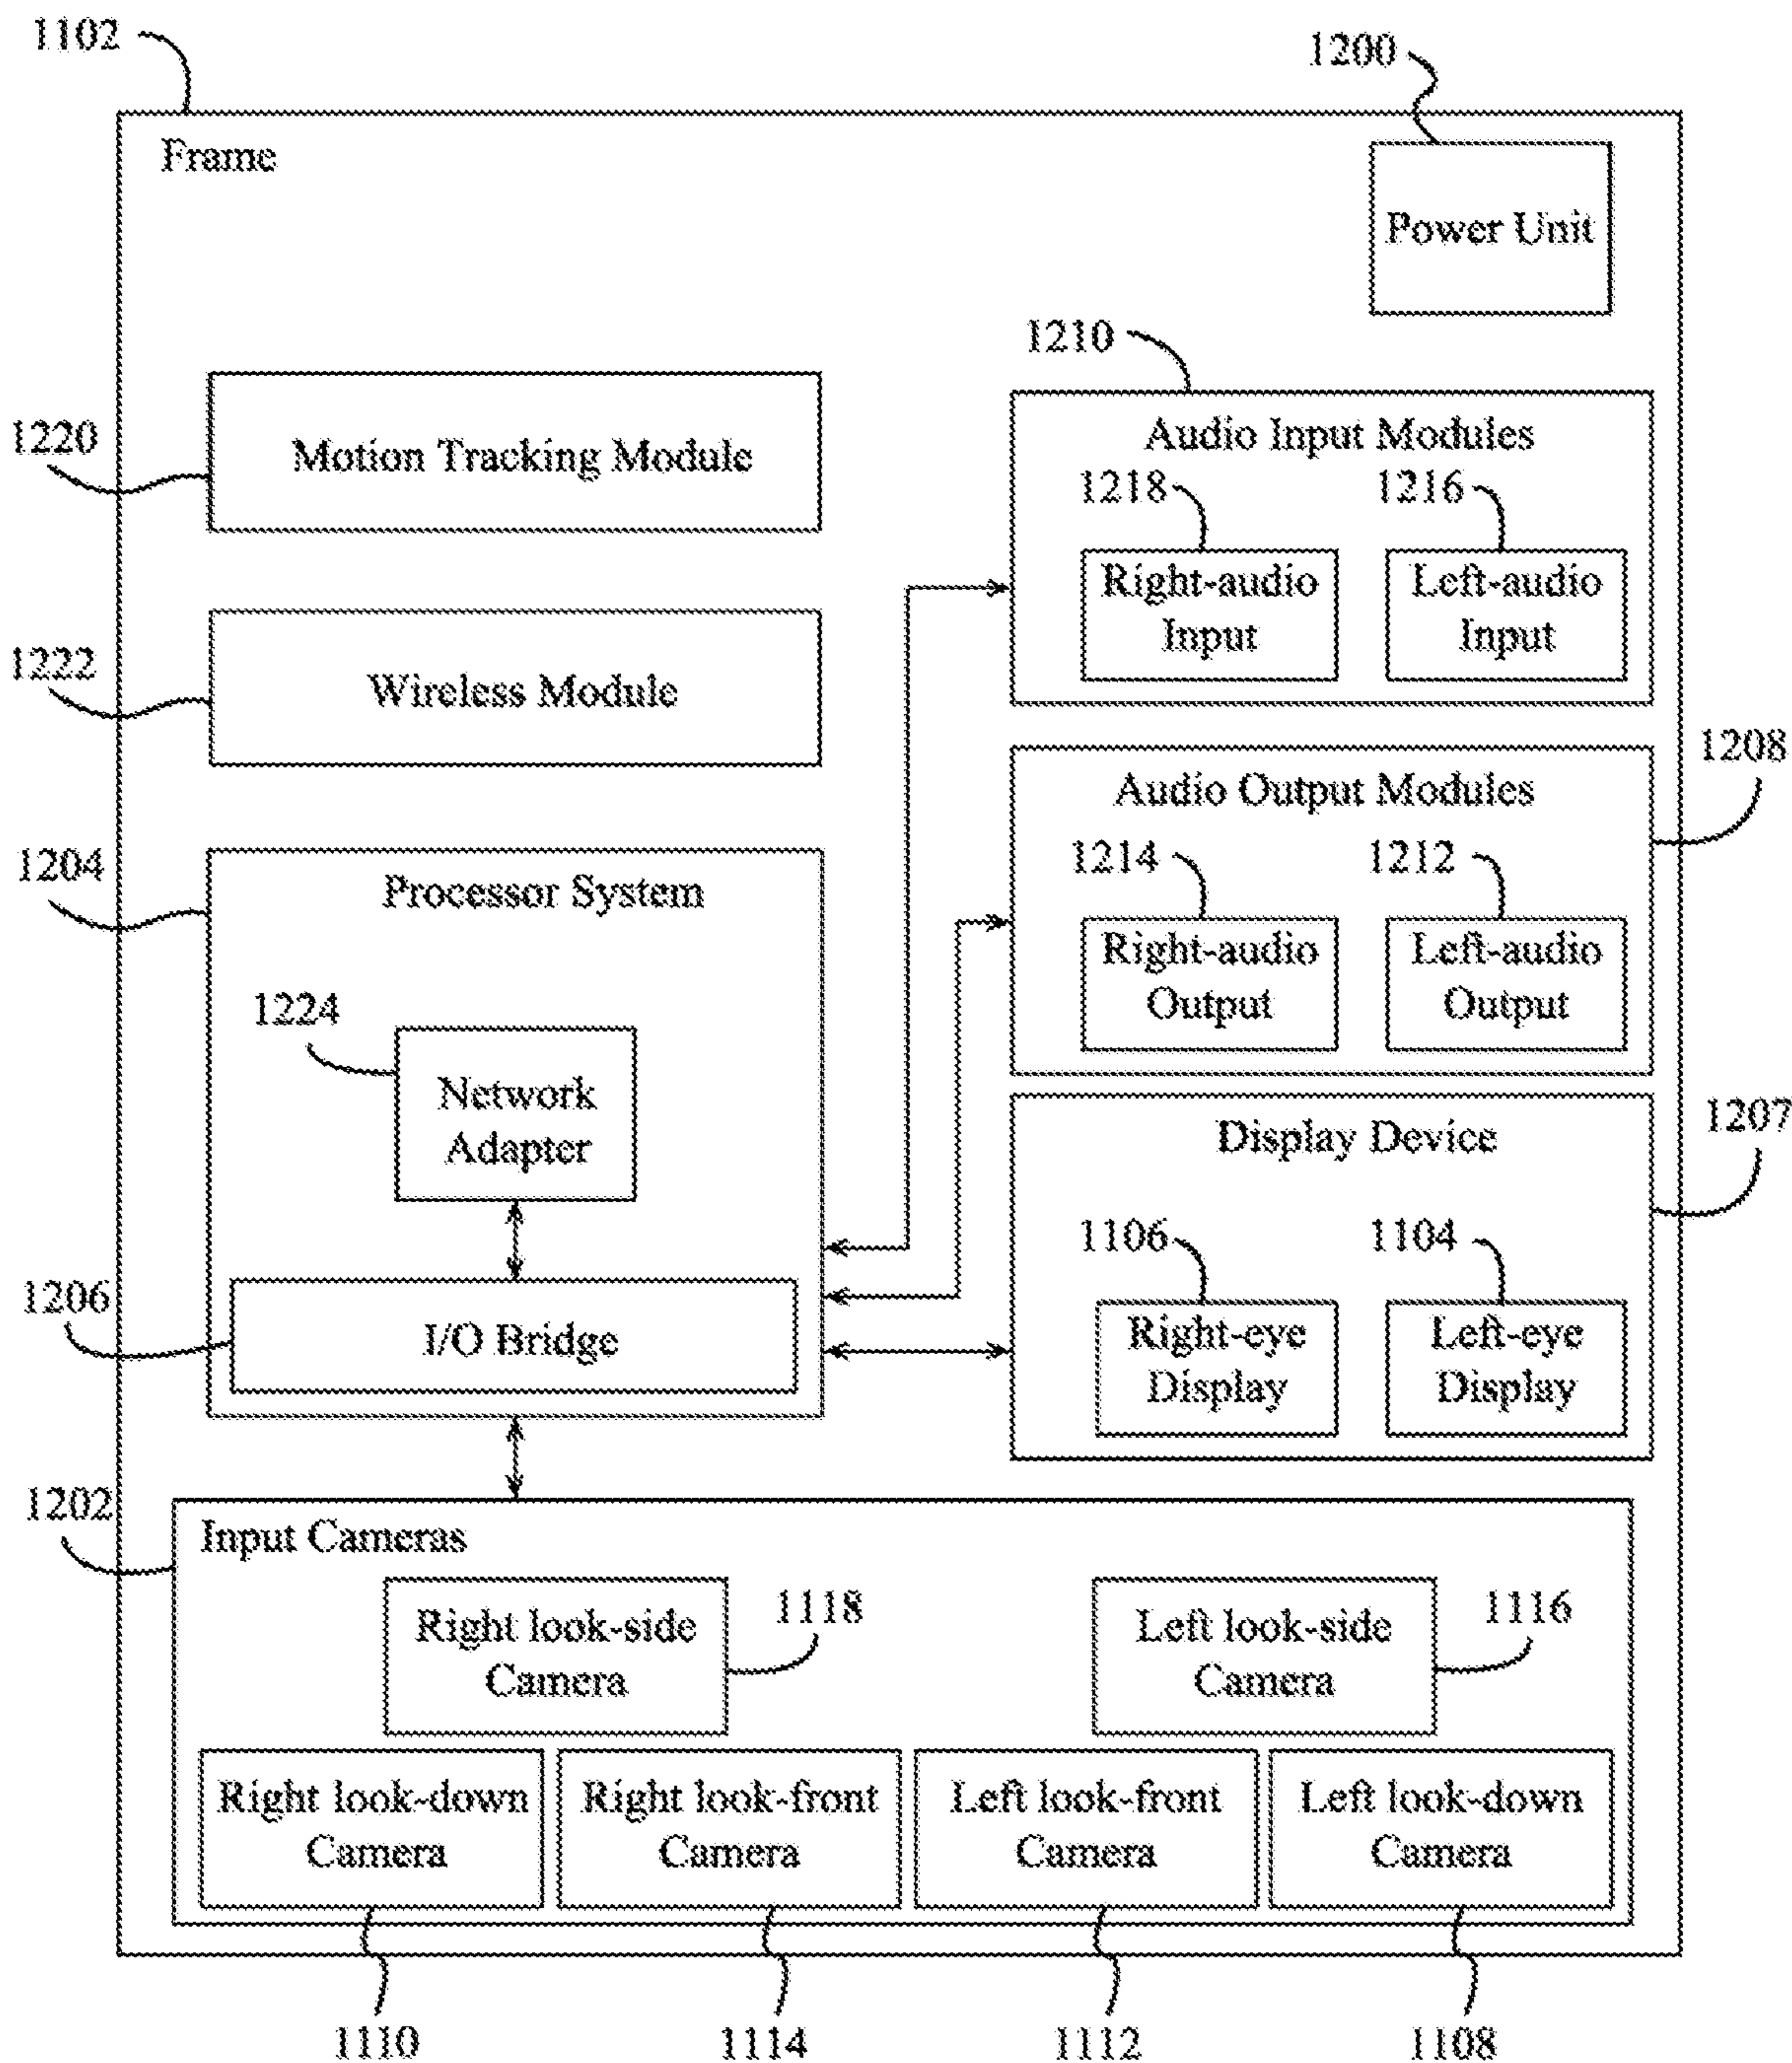 1102
1200
Frame
Power Unit
1210
1220
Motion Tracking Module
Audio Input Modules
1218
1216
Right-audio
Input
Left-audio
Input
1222
Wireless Module
1208
Audio Output Modules
1214
1212
Right-audio
Output
Left-audio
Output
1204
Processor System
1224
Network
Adapter
1207
Display Device
1106
1104
Right-eye
Display
Left-eye
Display
1206
I/O Bridge
1202
Input Cameras
Right look-side
Camera
1118
Left look-side
Camera
1116
Right look-down
Camera
Right look-front
Camera
Left look-front
Camera
Left look-down
Camera
1110
1114
1112
1108